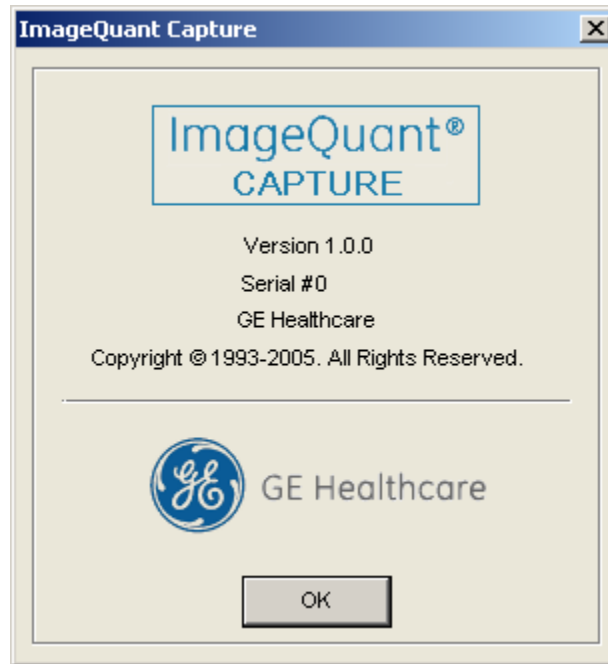 ImageQuant Capture
ImageQuant®
CAPTURE
Version 1.0.0
Serial #0
GE Healthcare
Copyright © 1993-2005. All Rights Reserved.
GE GE Healthcare
OK